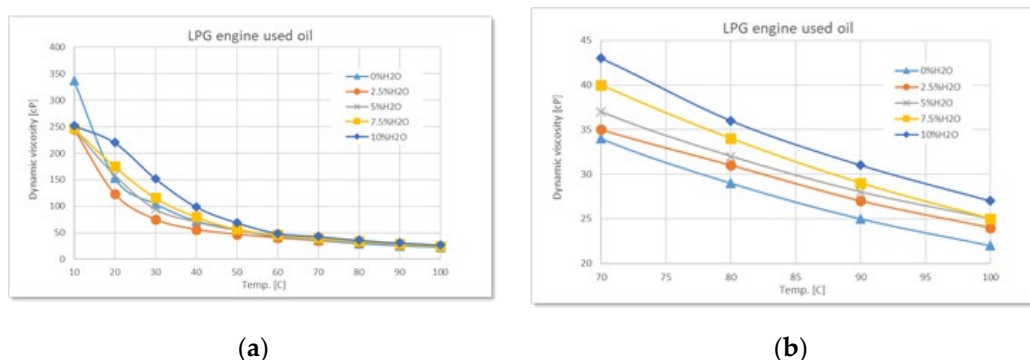 LPG engine used oil
400
350
300
250
200
150
100
50
0
Dynamic viscosity [cP]
0%H2O
2.5%H2O
5%H2O
7.5%H2O
10%H2O
10 20 30 40 50 60 70 80 90 100
Temp. [C]
(a)
LPG engine used oil
45
40
35
30
25
20
Dynamic viscosity [cP]
0%H2O
2.5%H2O
5%H2O
7.5%H2O
10%H2O
70 75 80 85 90 95 100
Temp. [C]
(b)